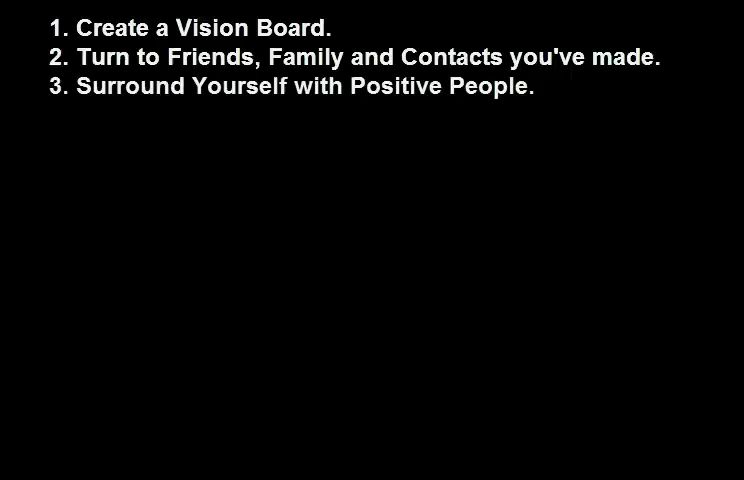 1. Create a Vision Board.
2. Turn to Friends, Family and Contacts you've made.
3. Surround Yourself with Positive People.